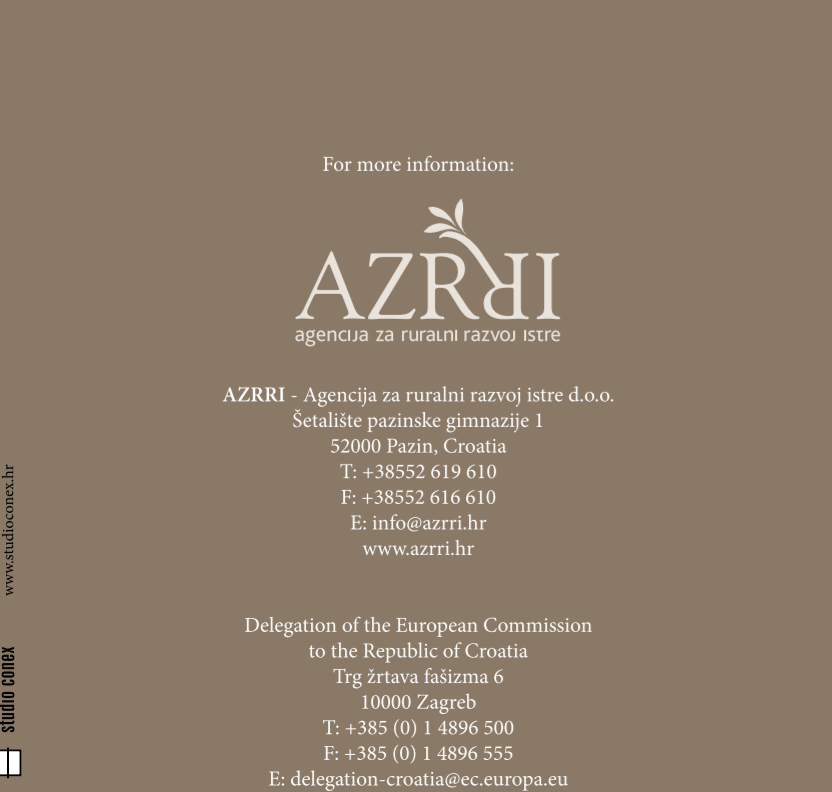 For more information:
AZRRI
agencija za ruralni razvoj istre
AZRRI - Agencija za ruralni razvoj istre d.o.o.
Šetalište pazinske gimnazije 1
52000 Pazin, Croatia
T: +38552 619 610
F: +38552 616 610
E: info@azrri.hr
www.azrri.hr
Delegation of the European Commission
to the Republic of Croatia
Trg žrtava fašizma 6
10000 Zagreb
T: +385 (0) 1 4896 500
F: +385 (0) 1 4896 555
E: delegation-croatia@ec.europa.eu
studio conex
www.studioconex.hr